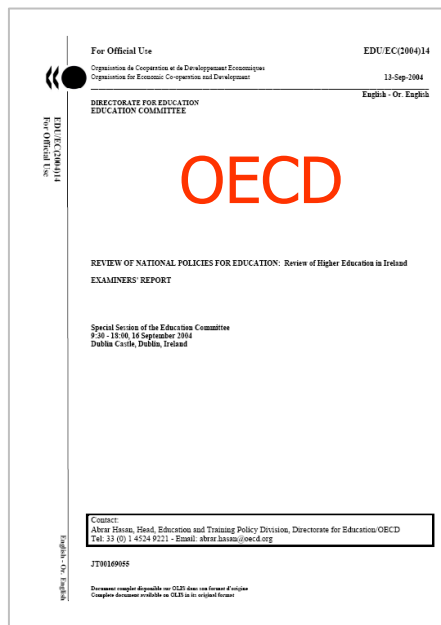 For Official Use EDU/EC(2004)14
Organisation de Coopération et de Développement Economiques
Organisation for Economic Co-operation and Development 13-Sep-2004
English - Or. English
DIRECTORATE FOR EDUCATION
EDUCATION COMMITTEE
EDU/EC(2004)14
For Official Use
OECD
REVIEW OF NATIONAL POLICIES FOR EDUCATION: Review of Higher Education in Ireland
EXAMINERS' REPORT
Special Session of the Education Committee
9:30 - 18:00, 16 September 2004
Dublin Castle, Dublin, Ireland
Contact:
Abrar Hasan, Head, Education and Training Policy Division, Directorate for Education/OECD
Tel: 33 (0) 1 4524 9221 - Email: abrar.hasan@oecd.org
English - Or. English
JT00169055
Document complet disponible sur OLIS dans son format d'origine
Complete document available on OLIS in its original format